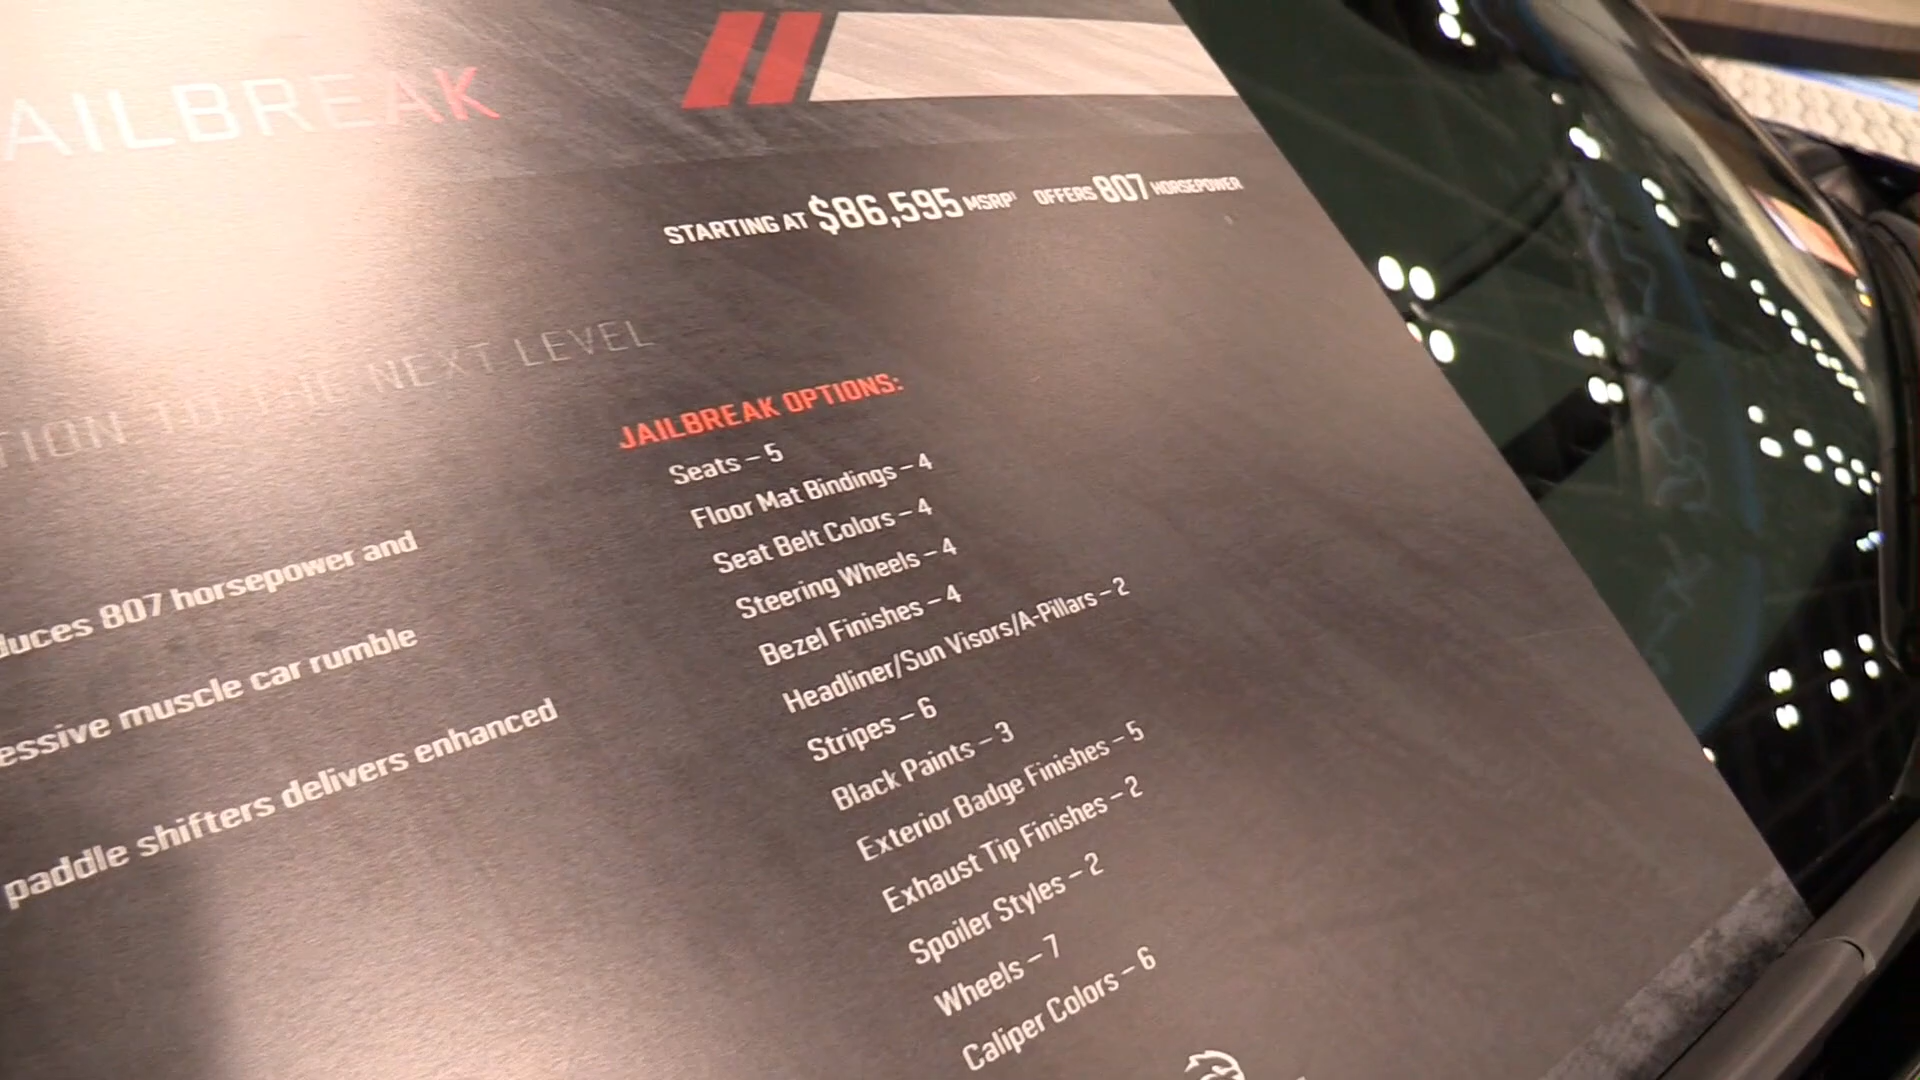 AILBREAK
STARTING AT $86,595 MSRP¹ OFFERS 807 HORSEPOWER
TION TO THE NEXT LEVEL
JAILBREAK OPTIONS:
Seats – 5
Floor Mat Bindings – 4
Seat Belt Colors – 4
Steering Wheels – 4
Bezel Finishes – 4
Headliner/Sun Visors/A-Pillars – 2
Stripes – 6
Black Paints – 3
Exterior Badge Finishes – 5
Exhaust Tip Finishes – 2
Spoiler Styles – 2
Wheels – 7
Caliper Colors – 6
duces 807 horsepower and
essive muscle car rumble
paddle shifters delivers enhanced